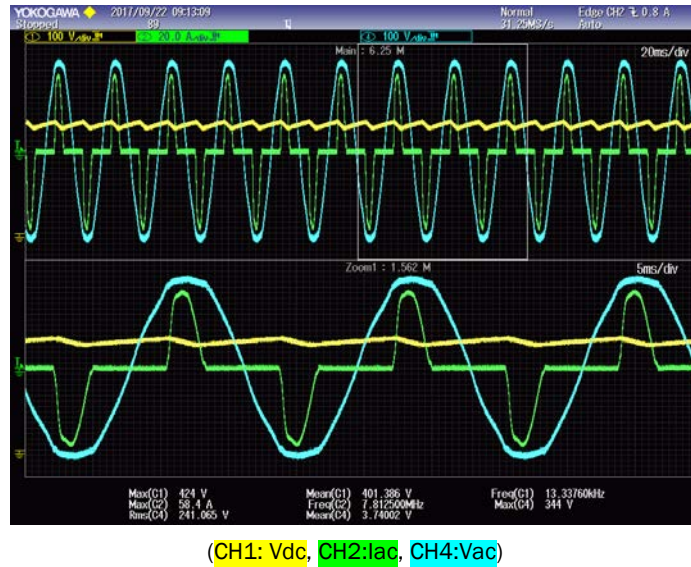 YOKOGAWA 2017/09/22 09:13:09 Normal Edge CH2 0.8 A
Stopped 89 31.25MS/s Auto
1 100 V/div 2 20.0 A/div 4 100 V/div
Main : 6.25 M 20ms/div
Zoom1 : 1.562 M 5ms/div
Max(C1) 424 V Mean(C1) 401.386 V Freq(C1) 13.33760kHz
Max(C2) 58.4 A Freq(C2) 7.812500MHz Max(C4) 344 V
Rms(C4) 241.065 V Mean(C4) 3.74002 V
(CH1: Vdc, CH2:Iac, CH4:Vac)